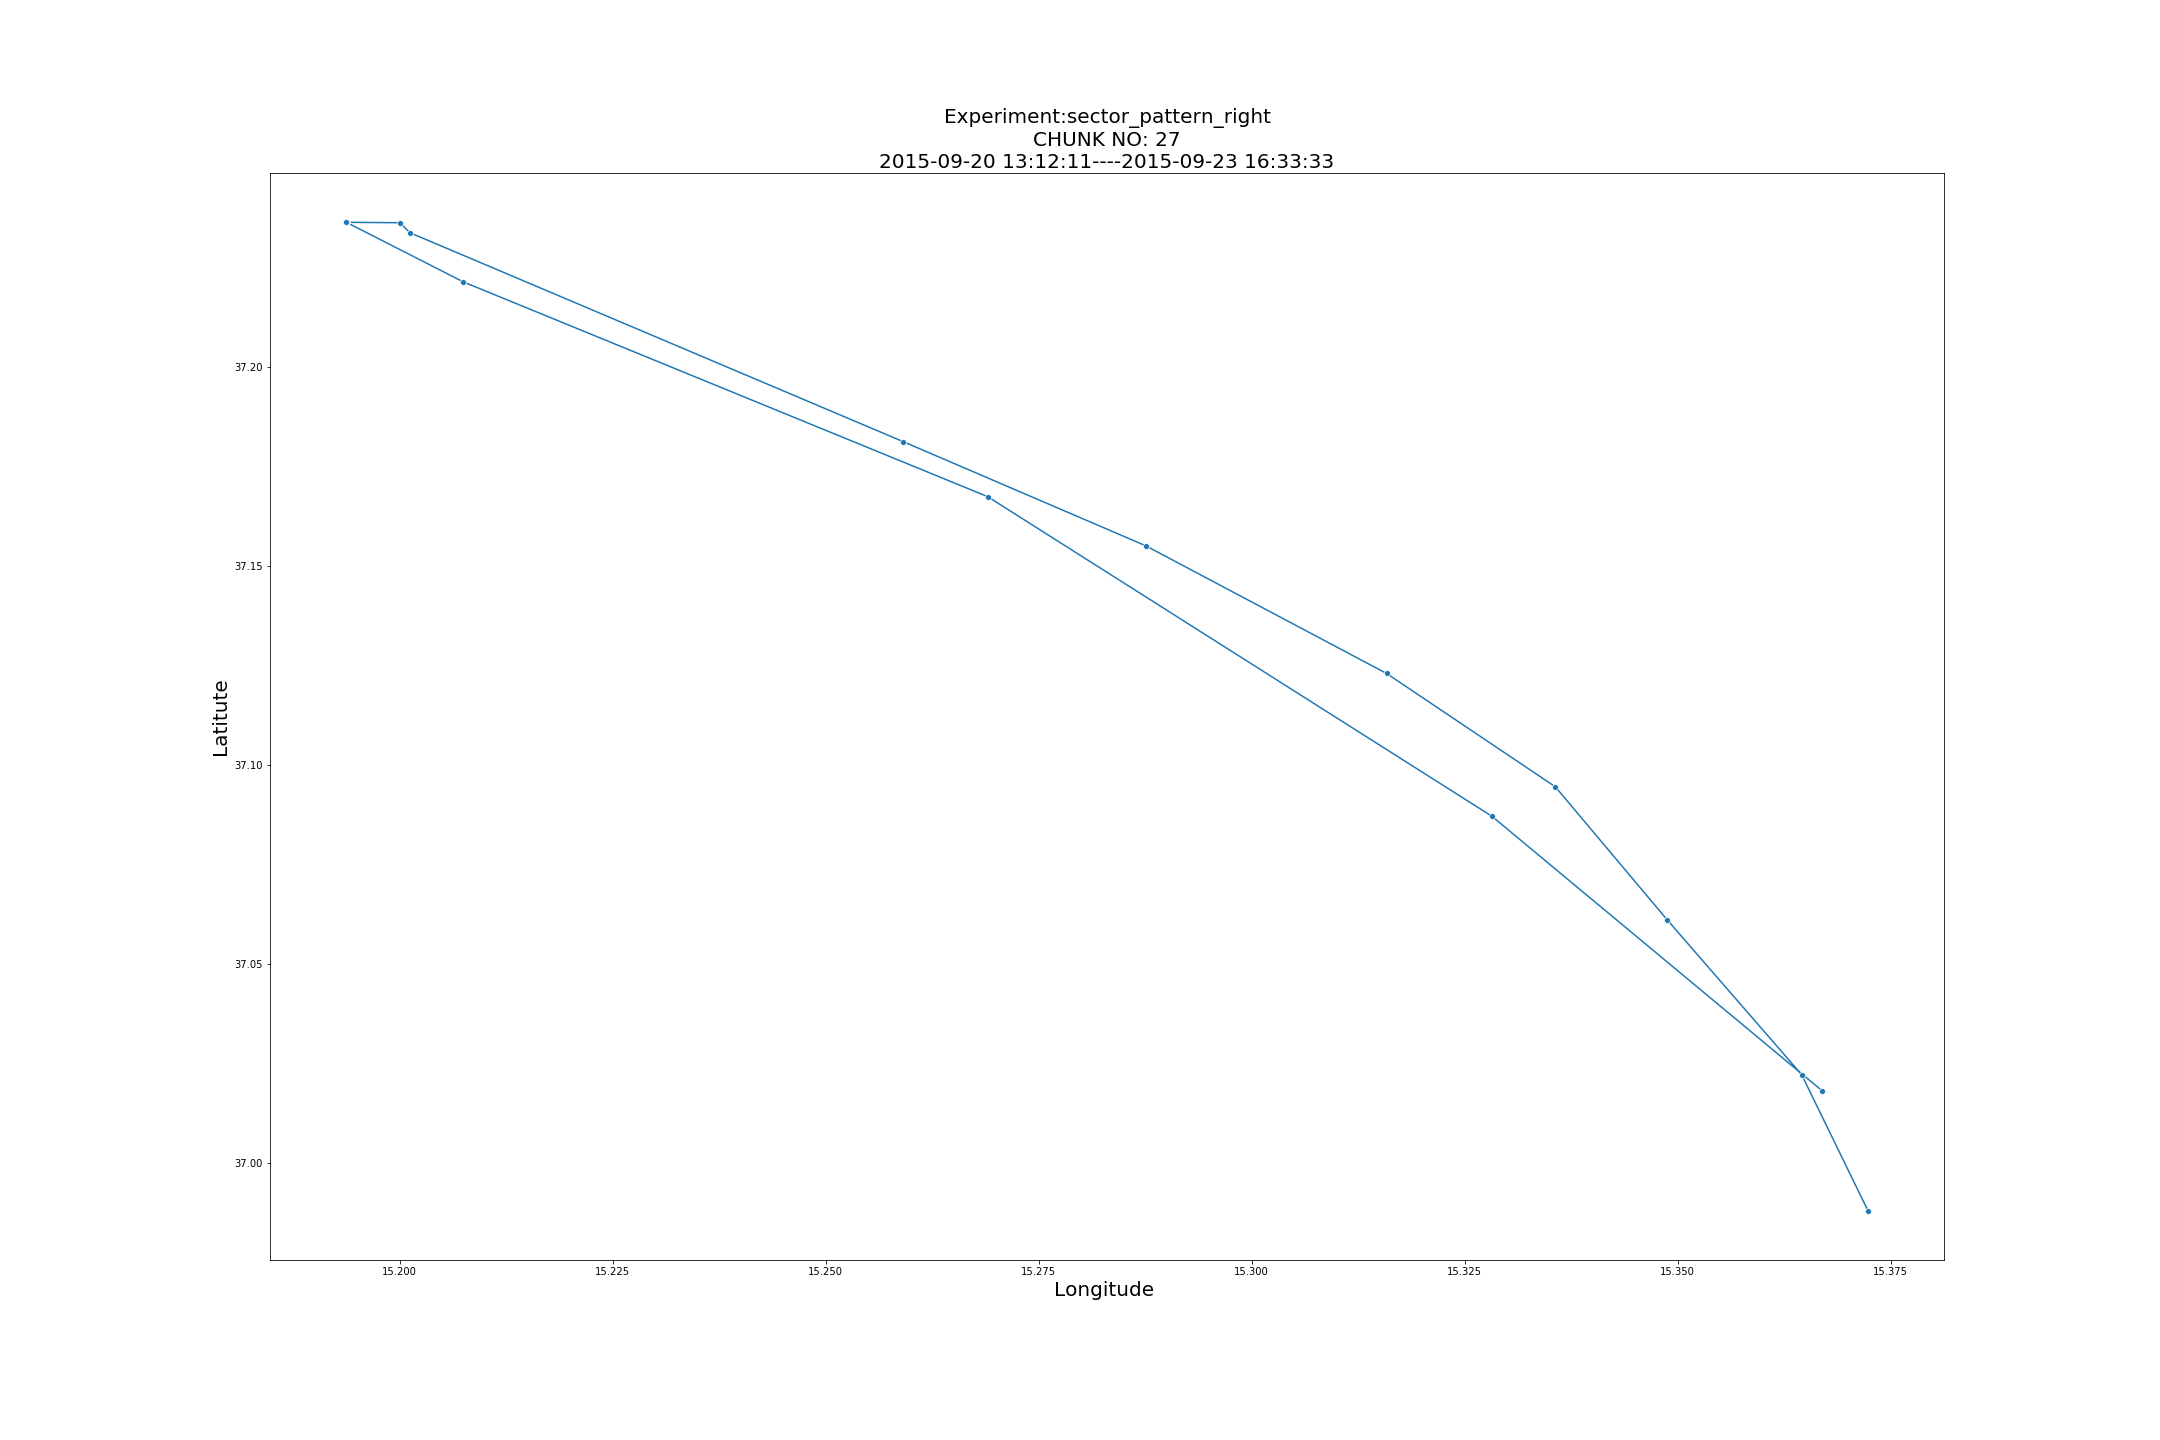 Experiment:sector_pattern_right
CHUNK NO: 27
2015-09-20 13:12:11----2015-09-23 16:33:33
Latitute
37.20
37.15
37.10
37.05
37.00
15.200 15.225 15.250 15.275 15.300 15.325 15.350 15.375
Longitude